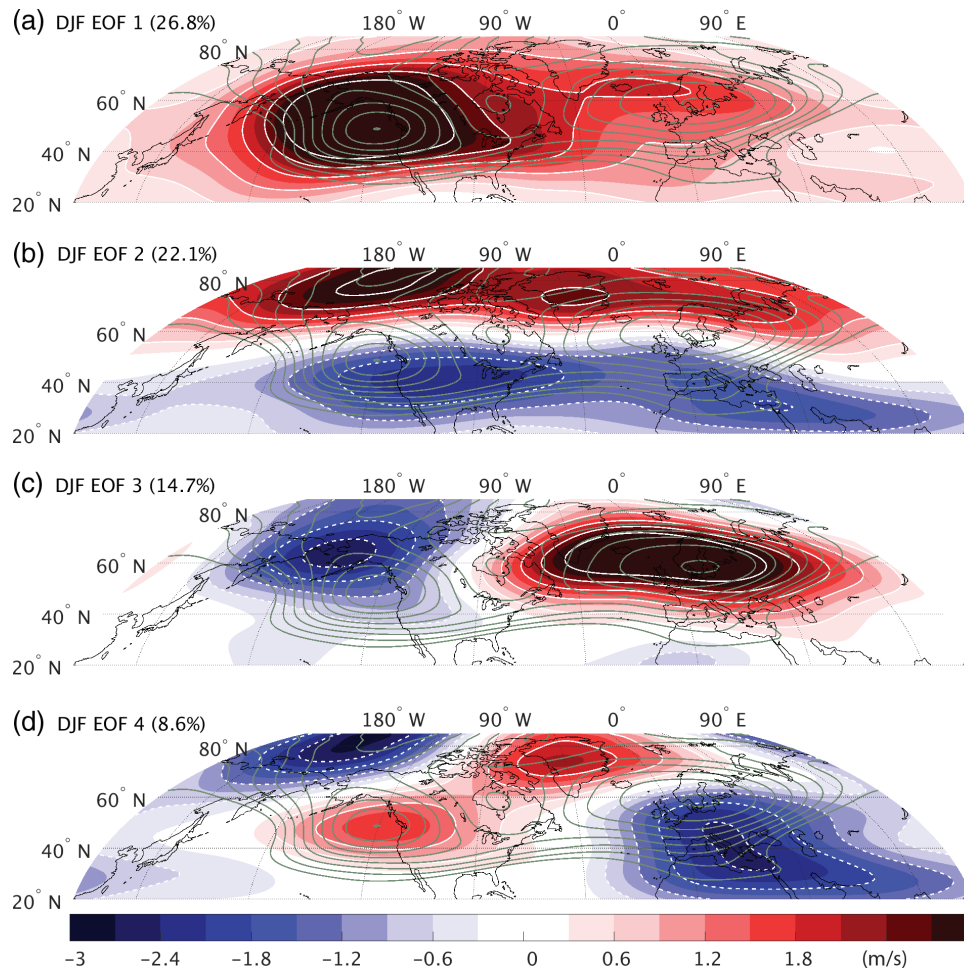 (a) DJF EOF 1 (26.8%)
180° W 90° W 0° 90° E
80° N
60° N
40° N
20° N
(b) DJF EOF 2 (22.1%)
180° W 90° W 0° 90° E
80° N
60° N
40° N
20° N
(c) DJF EOF 3 (14.7%)
180° W 90° W 0° 90° E
80° N
60° N
40° N
20° N
(d) DJF EOF 4 (8.6%)
180° W 90° W 0° 90° E
80° N
60° N
40° N
20° N
-3 -2.4 -1.8 -1.2 -0.6 0 0.6 1.2 1.8 (m/s)